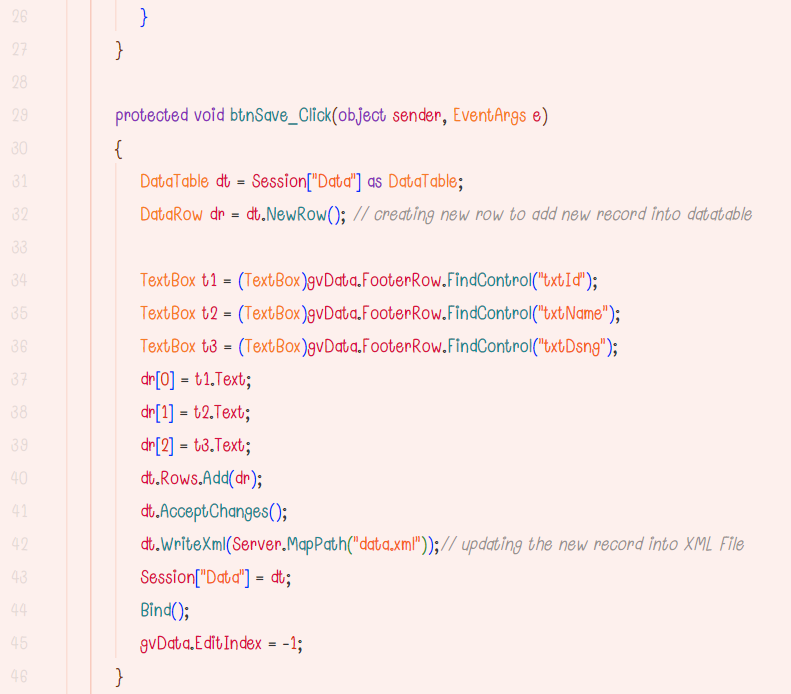 26 }
27 }
28
29 protected void btnSave_Click(object sender, EventArgs e)
30 {
31 DataTable dt = Session["Data"] as DataTable;
32 DataRow dr = dt.NewRow(); // creating new row to add new record into datatable
33
34 TextBox t1 = (TextBox)gvData.FooterRow.FindControl("txtId");
35 TextBox t2 = (TextBox)gvData.FooterRow.FindControl("txtName");
36 TextBox t3 = (TextBox)gvData.FooterRow.FindControl("txtDsng");
37 dr[0] = t1.Text;
38 dr[1] = t2.Text;
39 dr[2] = t3.Text;
40 dt.Rows.Add(dr);
41 dt.AcceptChanges();
42 dt.WriteXml(Server.MapPath("data.xml"));// updating the new record into XML File
43 Session["Data"] = dt;
44 Bind();
45 gvData.EditIndex = -1;
46 }